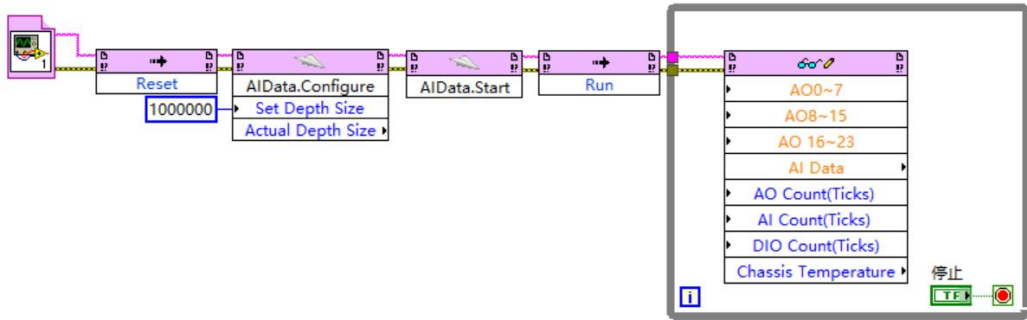 1
Reset
AIData.Configure
1000000
Set Depth Size
Actual Depth Size
AIData.Start
Run
AO0~7
AO8~15
AO 16~23
AI Data
AO Count(Ticks)
AI Count(Ticks)
DIO Count(Ticks)
Chassis Temperature
停止
TF
i